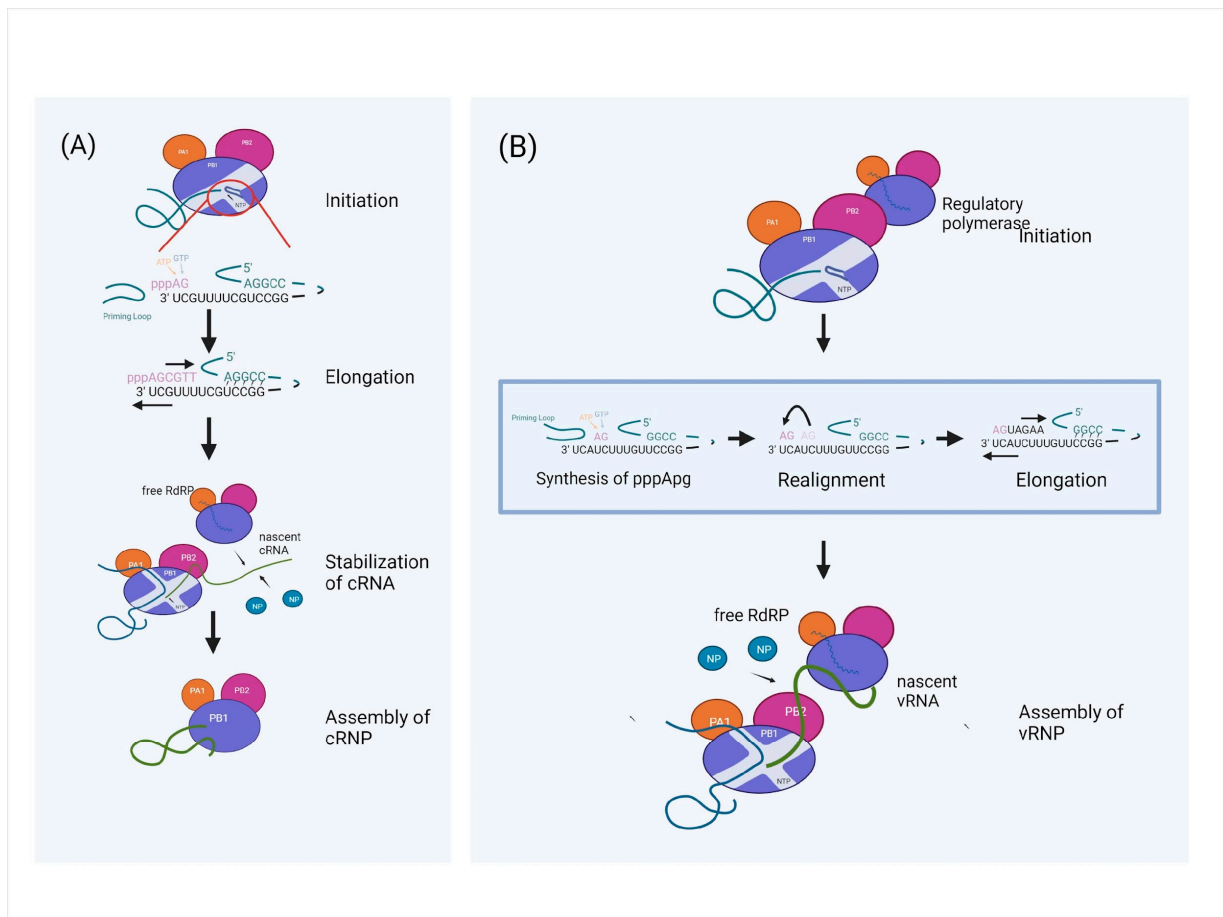 (A)
PA1
PB2
PB1
NTP
Initiation
ATP
GTP
pppAG
5'
AGGCC
3' UCGUUUUCGUCCGG
Priming Loop
5'
pppAGCGTT
AGGCC
3' UCGUUUUCGUCCGG
Elongation
free RdRP
nascent
cRNA
PA1
PB2
PB1
NTP
NP
NP
Stabilization
of cRNA
PA1
PB2
PB1
Assembly of
cRNP
(B)
PA1
PB2
PB1
NTP
Regulatory
polymerase
Initiation
Priming Loop
ATP
GTP
AG
5'
GGCC
3' UCAUCUUUGUUCCGG
Synthesis of pppApg
AG
AG
5'
GGCC
3' UCAUCUUUGUUCCGG
Realignment
AGUAGAA
5'
GGCC
3' UCAUCUUUGUUCCGG
Elongation
free RdRP
NP
NP
nascent
vRNA
PA1
PB2
PB1
NTP
Assembly of
vRNP